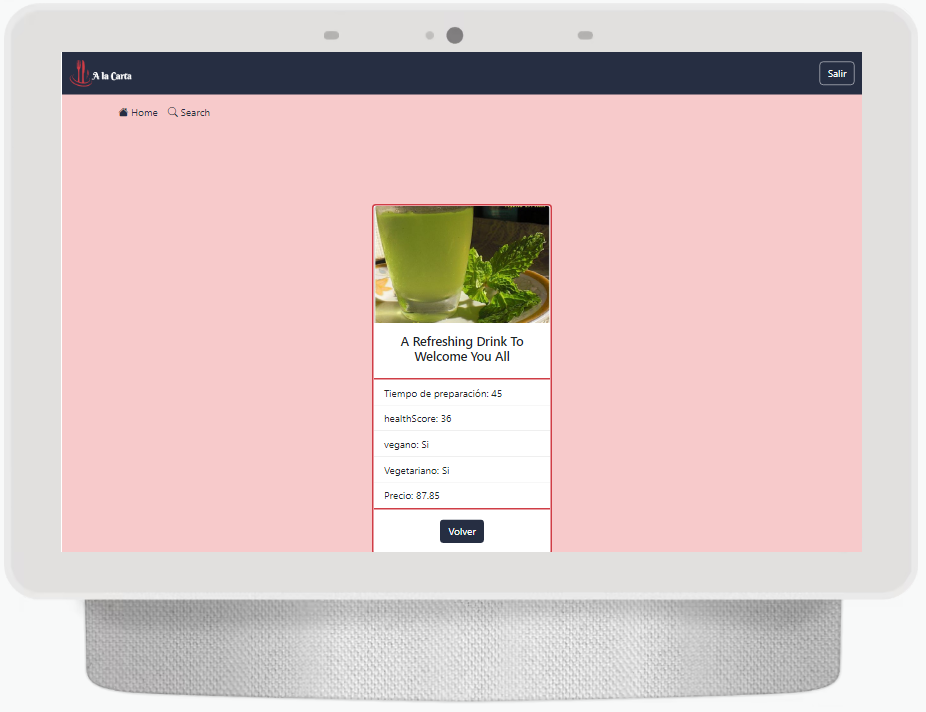 A la Carta
Salir
Home
Search
A Refreshing Drink To
Welcome You All
Tiempo de preparación: 45
healthScore: 36
vegano: Si
Vegetariano: Si
Precio: 87.85
Volver